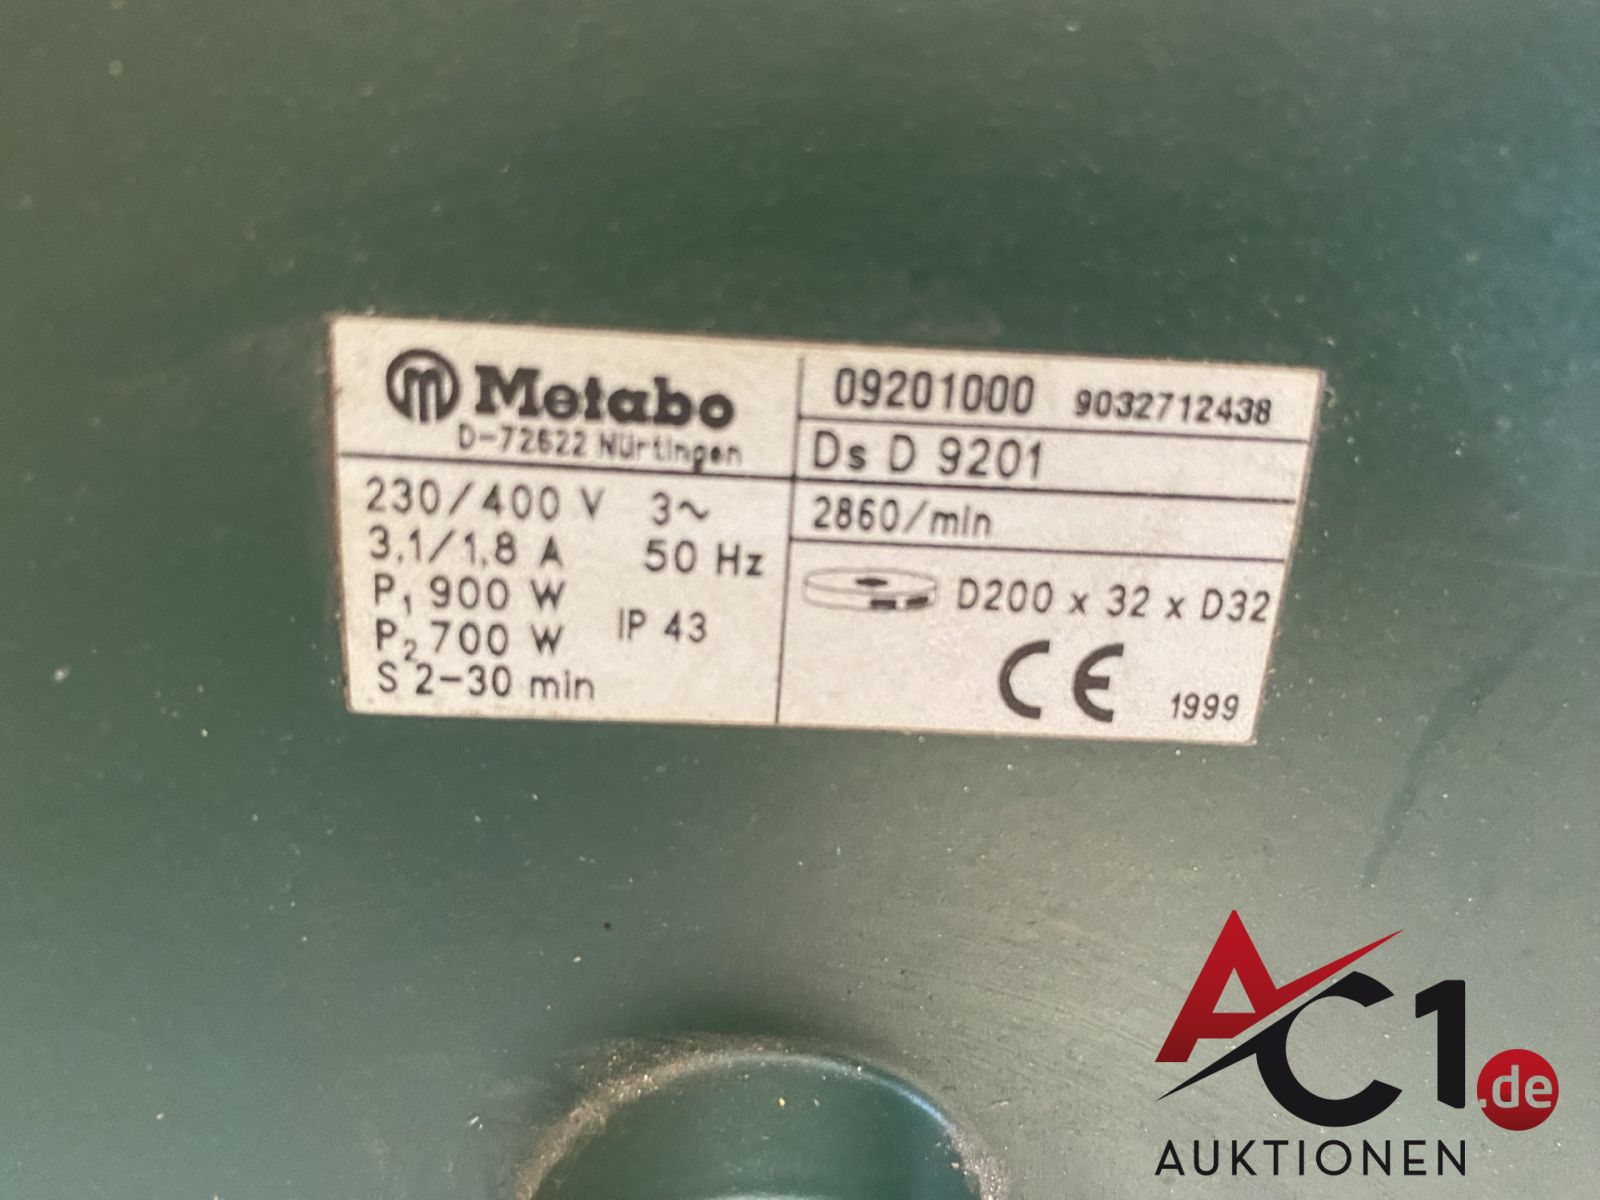 Metabo
D-72622 Nürtingen
230/400 V 3~
3,1/1,8 A 50 Hz
P1 900 W
P2 700 W IP 43
S 2-30 min
09201000 9032712438
Ds D 9201
2860/min
D200 x 32 x D32
CE 1999
AC1.de
AUKTIONEN